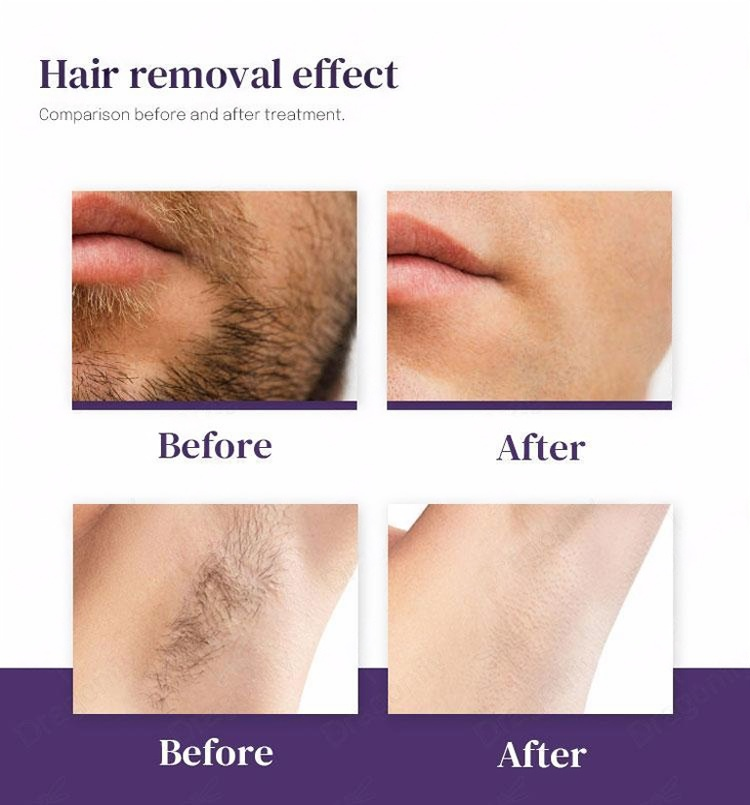 Hair removal effect
Comparison before and after treatment.
Before
After
Before
After